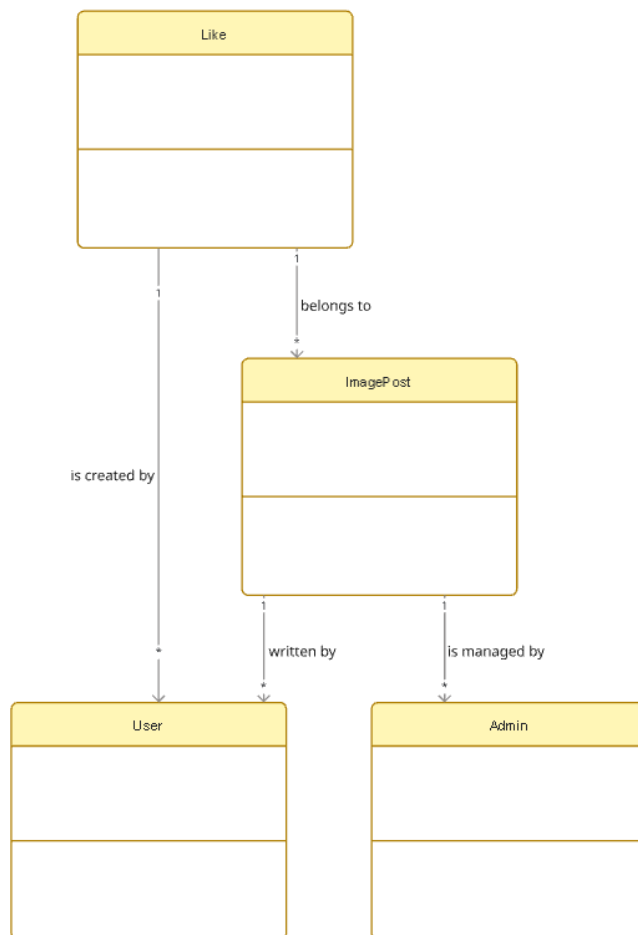 Like
1
1
belongs to
*
ImagePost
is created by
1
1
*
written by
is managed by
*
*
User
Admin